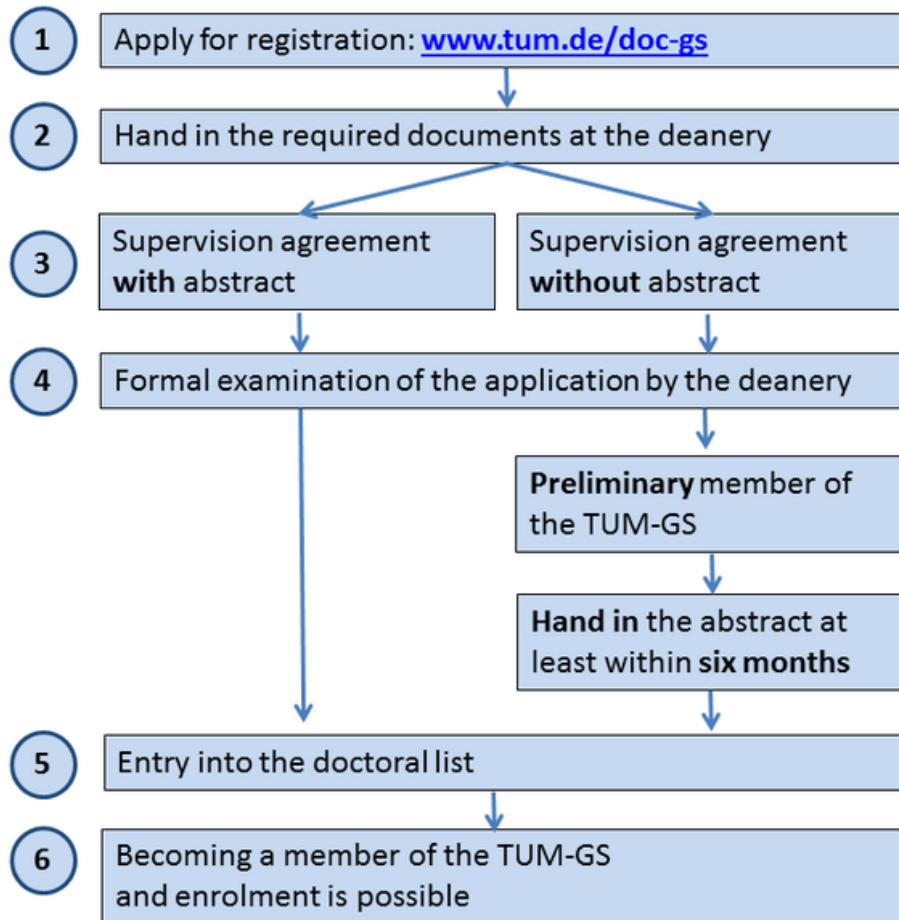 1
Apply for registration: www.tum.de/doc-gs
2
Hand in the required documents at the deanery
3
Supervision agreement
with abstract
Supervision agreement
without abstract
4
Formal examination of the application by the deanery
Preliminary member of
the TUM-GS
Hand in the abstract at
least within six months
5
Entry into the doctoral list
6
Becoming a member of the TUM-GS
and enrolment is possible